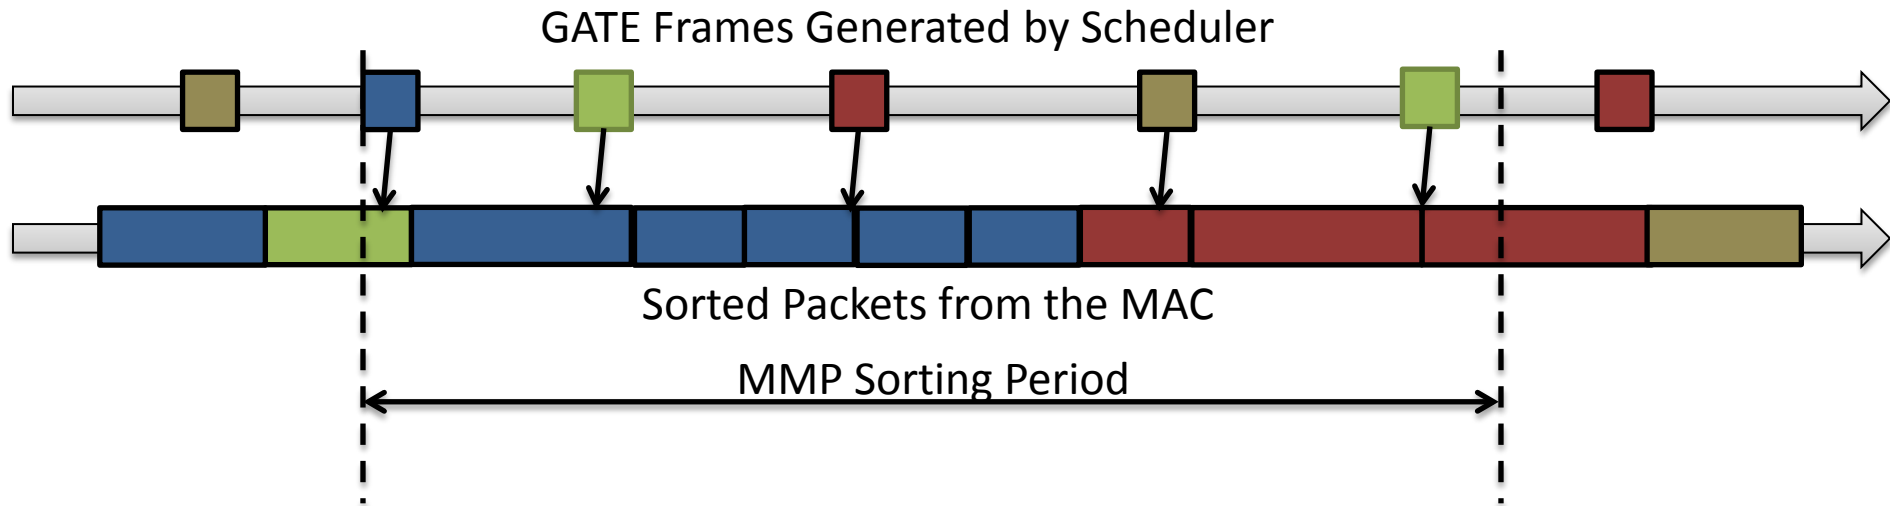 GATE Frames Generated by Scheduler
Sorted Packets from the MAC
MMP Sorting Period